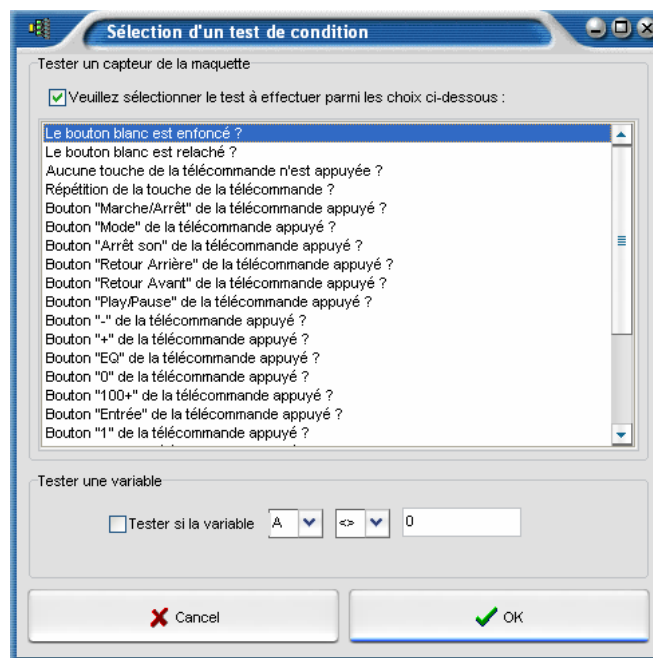 Sélection d'un test de condition
Tester un capteur de la maquette
Veuillez sélectionner le test à effectuer parmi les choix ci-dessous :
Le bouton blanc est enfoncé ?
Le bouton blanc est relaché ?
Aucune touche de la télécommande n'est appuyée ?
Répétition de la touche de la télécommande ?
Bouton "Marche/Arrêt" de la télécommande appuyé ?
Bouton "Mode" de la télécommande appuyé ?
Bouton "Arrêt son" de la télécommande appuyé ?
Bouton "Retour Arrière" de la télécommande appuyé ?
Bouton "Retour Avant" de la télécommande appuyé ?
Bouton "Play/Pause" de la télécommande appuyé ?
Bouton "-" de la télécommande appuyé ?
Bouton "+" de la télécommande appuyé ?
Bouton "EQ" de la télécommande appuyé ?
Bouton "0" de la télécommande appuyé ?
Bouton "100+" de la télécommande appuyé ?
Bouton "Entrée" de la télécommande appuyé ?
Bouton "1" de la télécommande appuyé ?
Tester une variable
Tester si la variable A <> 0
Cancel OK